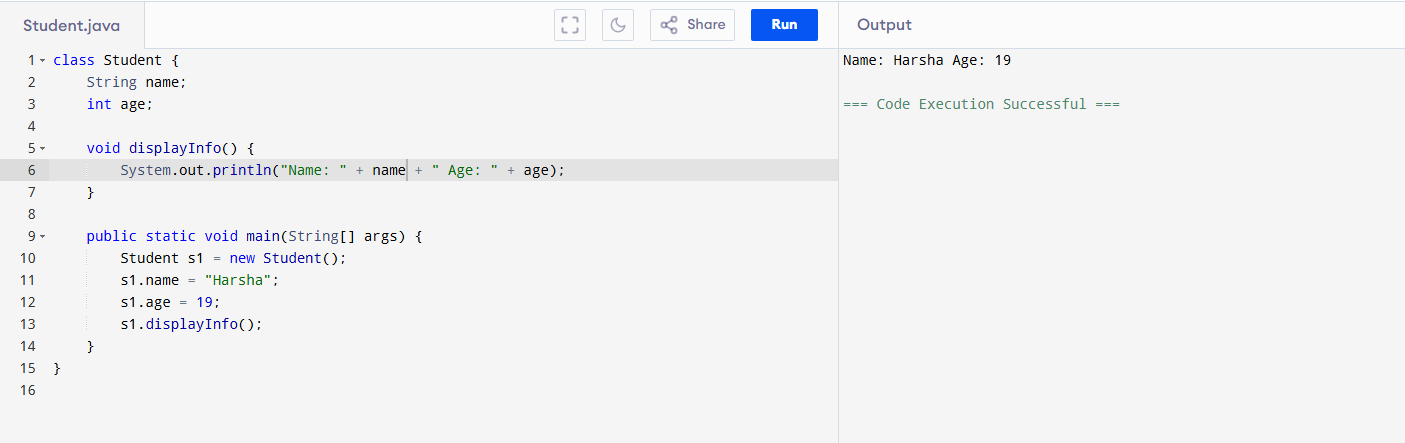 Student.java
Share
Run
Output
1 class Student {
2     String name;
3     int age;
4
5     void displayInfo() {
6         System.out.println("Name: " + name + " Age: " + age);
7     }
8
9     public static void main(String[] args) {
10         Student s1 = new Student();
11         s1.name = "Harsha";
12         s1.age = 19;
13         s1.displayInfo();
14     }
15 }
16
Name: Harsha Age: 19
=== Code Execution Successful ===